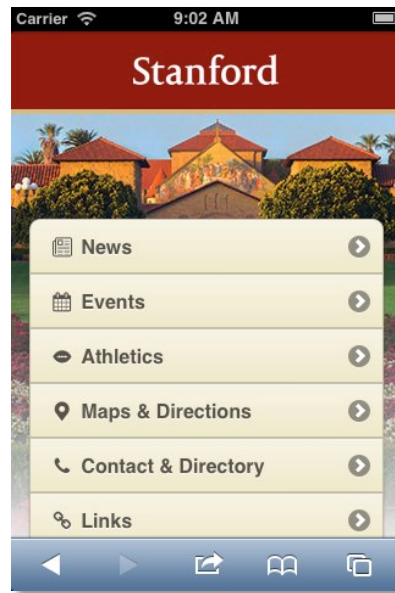 Carrier 9:02 AM
Stanford
News
Events
Athletics
Maps & Directions
Contact & Directory
Links